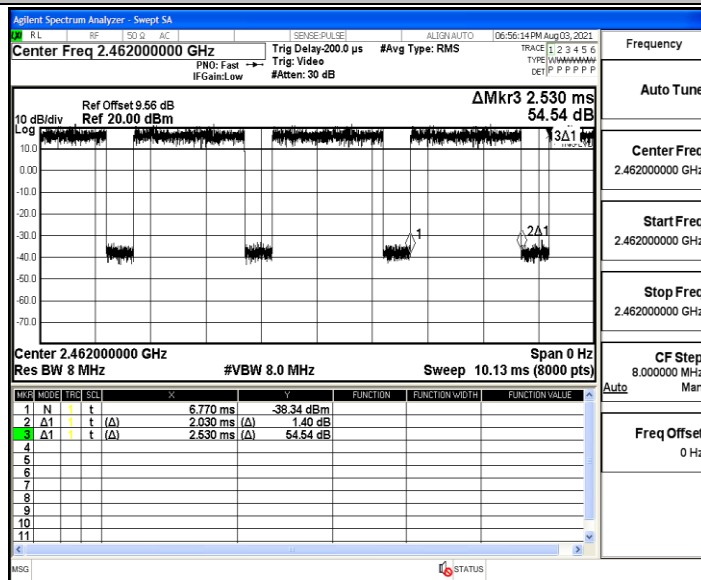 Agilent Spectrum Analyzer - Swept SA
RL RF 50 Ω AC SENSE:PULSE ALIGN AUTO 06:56:14 PM Aug 03, 2021
Center Freq 2.462000000 GHz
PNO: Fast
IFGain:Low
Trig Delay-200.0 µs
Trig: Video
#Atten: 30 dB
#Avg Type: RMS
TRACE 1 2 3 4 5 6
TYPE
DET P P P P P P
ΔMkr3 2.530 ms
54.54 dB
Ref Offset 9.56 dB
10 dB/div Ref 20.00 dBm
Log
10.0
0.00
-10.0
-20.0
-30.0
-40.0
-50.0
-60.0
-70.0
3Δ1
1
2Δ1
Center 2.462000000 GHz Span 0 Hz
Res BW 8 MHz #VBW 8.0 MHz Sweep 10.13 ms (8000 pts)
MKR MODE TRC SCL X Y FUNCTION FUNCTION WIDTH FUNCTION VALUE
1 N t 6.770 ms -38.34 dBm
2 Δ1 t (Δ) 2.030 ms (Δ) 1.40 dB
3 Δ1 t (Δ) 2.530 ms (Δ) 54.54 dB
4
5
6
7
8
9
10
11
MSG STATUS
Frequency
Auto Tune
Center Freq
2.462000000 GHz
Start Freq
2.462000000 GHz
Stop Freq
2.462000000 GHz
CF Step
8.000000 MHz
Auto Man
Freq Offset
0 Hz